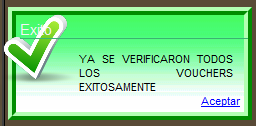 Exito
YA SE VERIFICARON TODOS
LOS VOUCHERS
EXITOSAMENTE
Aceptar